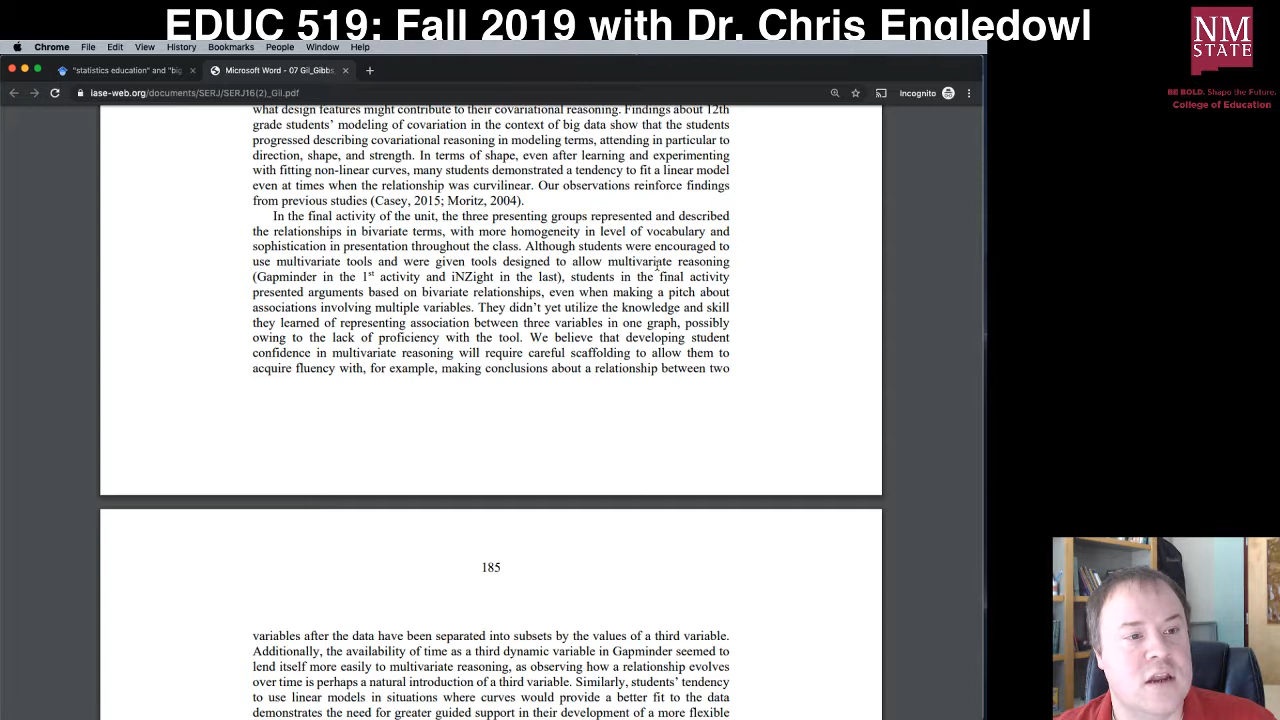 EDUC 519: Fall 2019 with Dr. Chris Engledowl
NM
STATE
BE BOLD. Shape the Future.
College of Education
Chrome File Edit View History Bookmarks People Window Help
"statistics education" and "big
Microsoft Word - 07 Gil_Gibbs
iase-web.org/documents/SERJ/SERJ16(2)_Gil.pdf
Incognito
what design features might contribute to their covariational reasoning. Findings about 12th
grade students' modeling of covariation in the context of big data show that the students
progressed describing covariational reasoning in modeling terms, attending in particular to
direction, shape, and strength. In terms of shape, even after learning and experimenting
with fitting non-linear curves, many students demonstrated a tendency to fit a linear model
even at times when the relationship was curvilinear. Our observations reinforce findings
from previous studies (Casey, 2015; Moritz, 2004).
In the final activity of the unit, the three presenting groups represented and described
the relationships in bivariate terms, with more homogeneity in level of vocabulary and
sophistication in presentation throughout the class. Although students were encouraged to
use multivariate tools and were given tools designed to allow multivariate reasoning
(Gapminder in the 1st activity and iNZight in the last), students in the final activity
presented arguments based on bivariate relationships, even when making a pitch about
associations involving multiple variables. They didn't yet utilize the knowledge and skill
they learned of representing association between three variables in one graph, possibly
owing to the lack of proficiency with the tool. We believe that developing student
confidence in multivariate reasoning will require careful scaffolding to allow them to
acquire fluency with, for example, making conclusions about a relationship between two
185
variables after the data have been separated into subsets by the values of a third variable.
Additionally, the availability of time as a third dynamic variable in Gapminder seemed to
lend itself more easily to multivariate reasoning, as observing how a relationship evolves
over time is perhaps a natural introduction of a third variable. Similarly, students' tendency
to use linear models in situations where curves would provide a better fit to the data
demonstrates the need for greater guided support in their development of a more flexible